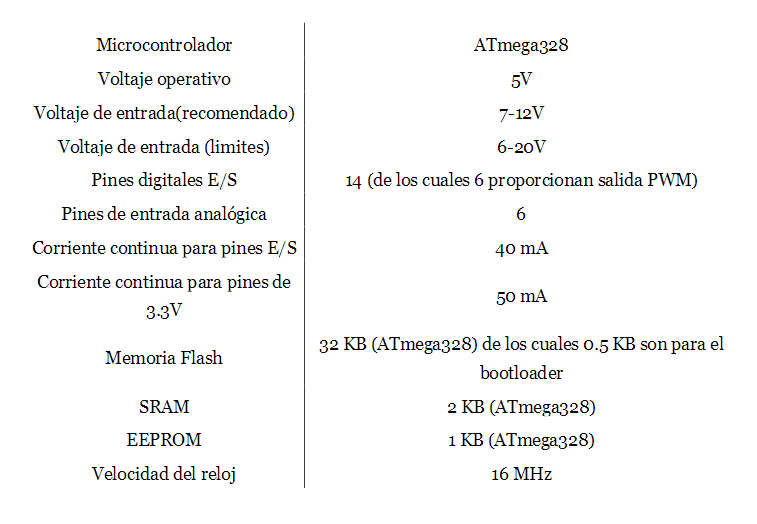 Microcontrolador ATmega328
Voltaje operativo 5V
Voltaje de entrada(recomendado) 7-12V
Voltaje de entrada (limites) 6-20V
Pines digitales E/S 14 (de los cuales 6 proporcionan salida PWM)
Pines de entrada analógica 6
Corriente continua para pines E/S 40 mA
Corriente continua para pines de
3.3V 50 mA
Memoria Flash 32 KB (ATmega328) de los cuales 0.5 KB son para el
bootloader
SRAM 2 KB (ATmega328)
EEPROM 1 KB (ATmega328)
Velocidad del reloj 16 MHz